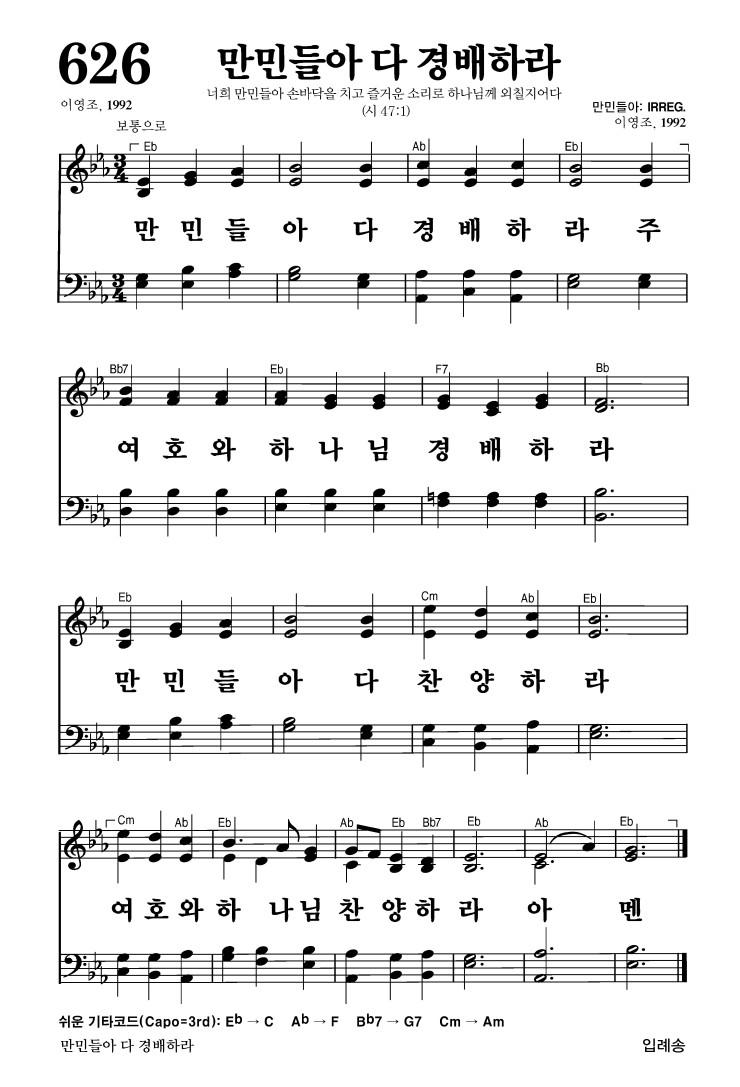 626
만민들아 다 경배하라
너희 만민들아 손바닥을 치고 즐거운 소리로 하나님께 외칠지어다
(시 47:1)
이영조, 1992
만민들아: IRREG.
이영조, 1992
보통으로
Eb Ab Eb
3 4
만 민 들 아 다 경 배 하 라 주
3 4
Bb7 Eb F7 Bb
여 호 와 하 나 님 경 배 하 라
Eb Cm Ab Eb
만 민 들 아 다 찬 양 하 라
Cm Ab Eb Ab Eb Bb7 Eb Ab Eb
여 호 와 하 나 님 찬 양 하 라 아 멘
쉬운 기타코드(Capo=3rd): Eb → C Ab → F Bb7 → G7 Cm → Am
만민들아 다 경배하라
입례송